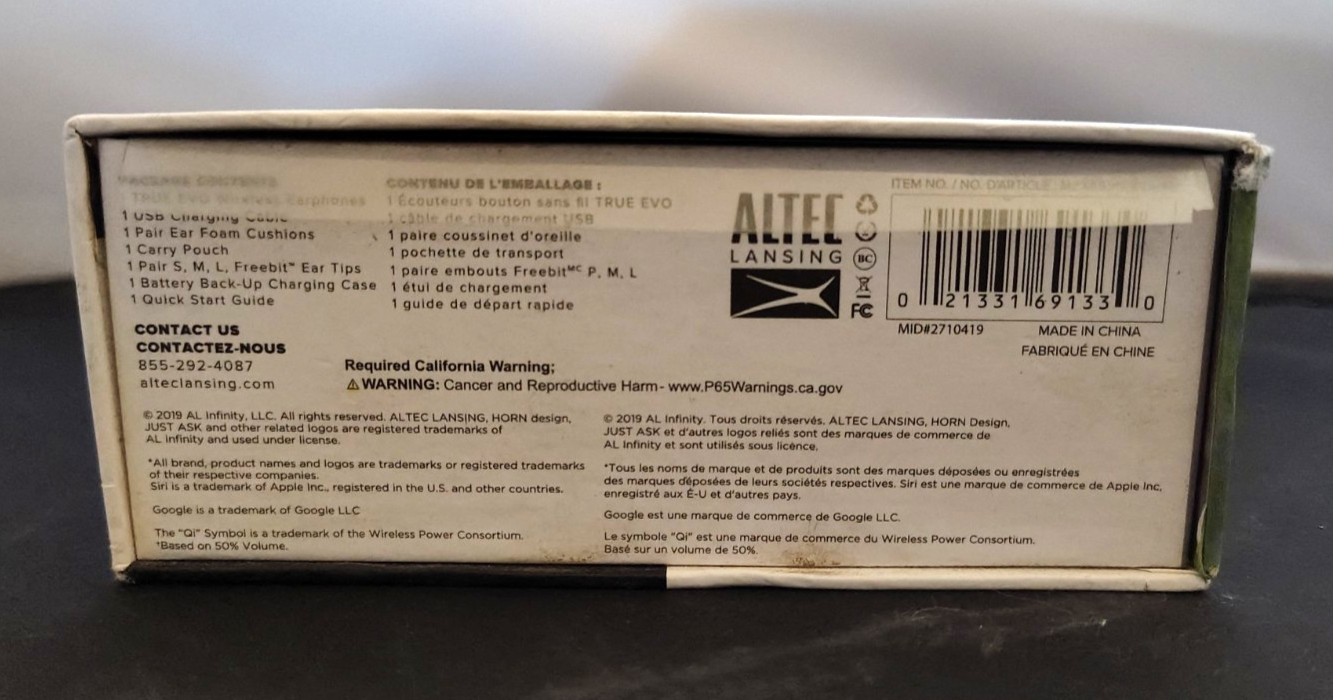 PACKAGE CONTENTS
TRUE EVO Wireless Earphones
1 USB Charging Cable
1 Pair Ear Foam Cushions
1 Carry Pouch
1 Pair S, M, L, Freebit™ Ear Tips
1 Battery Back-Up Charging Case
1 Quick Start Guide
CONTENU DE L'EMBALLAGE :
1 Écouteurs bouton sans fil TRUE EVO
1 câble de chargement USB
1 paire coussinet d'oreille
1 pochette de transport
1 paire embouts Freebitᴹᶜ P, M, L
1 étui de chargement
1 guide de départ rapide
ALTEC
LANSING
BC
FC
ITEM NO. / NO. D'ARTICLE:
0 21331 69133 0
MID#2710419 MADE IN CHINA
FABRIQUÉ EN CHINE
CONTACT US
CONTACTEZ-NOUS
855-292-4087
alteclansing.com
Required California Warning;
⚠WARNING: Cancer and Reproductive Harm- www.P65Warnings.ca.gov
© 2019 AL Infinity, LLC. All rights reserved. ALTEC LANSING, HORN design,
JUST ASK and other related logos are registered trademarks of
AL Infinity and used under license.
*All brand, product names and logos are trademarks or registered trademarks
of their respective companies.
Siri is a trademark of Apple Inc., registered in the U.S. and other countries.
Google is a trademark of Google LLC
The "Qi" Symbol is a trademark of the Wireless Power Consortium.
*Based on 50% Volume.
© 2019 AL Infinity. Tous droits réservés. ALTEC LANSING, HORN Design,
JUST ASK et d'autres logos reliés sont des marques de commerce de
AL Infinity et sont utilisés sous licence.
*Tous les noms de marque et de produits sont des marques déposées ou enregistrées
des marques déposées de leurs sociétés respectives. Siri est une marque de commerce de Apple Inc,
enregistré aux É-U et d'autres pays.
Google est une marque de commerce de Google LLC.
Le symbole "Qi" est une marque de commerce du Wireless Power Consortium.
Basé sur un volume de 50%.